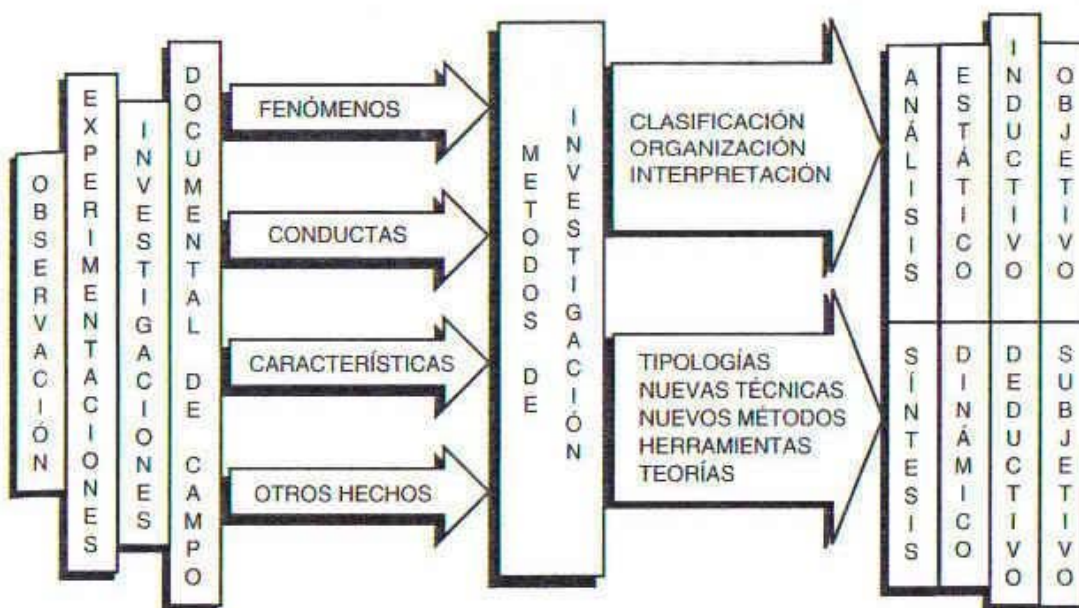 OBSERVACIÓN
EXPERIMENTACIONES
INVESTIGACIONES
DOCUMENTAL DE CAMPO
FENÓMENOS
CONDUCTAS
CARACTERÍSTICAS
OTROS HECHOS
METODOS DE
INVESTIGACIÓN
CLASIFICACIÓN
ORGANIZACIÓN
INTERPRETACIÓN
TIPOLOGÍAS
NUEVAS TÉCNICAS
NUEVOS MÉTODOS
HERRAMIENTAS
TEORÍAS
ANÁLISIS
ESTÁTICO
INDUCTIVO
OBJETIVO
SÍNTESIS
DINÁMICO
DEDUCTIVO
SUBJETIVO